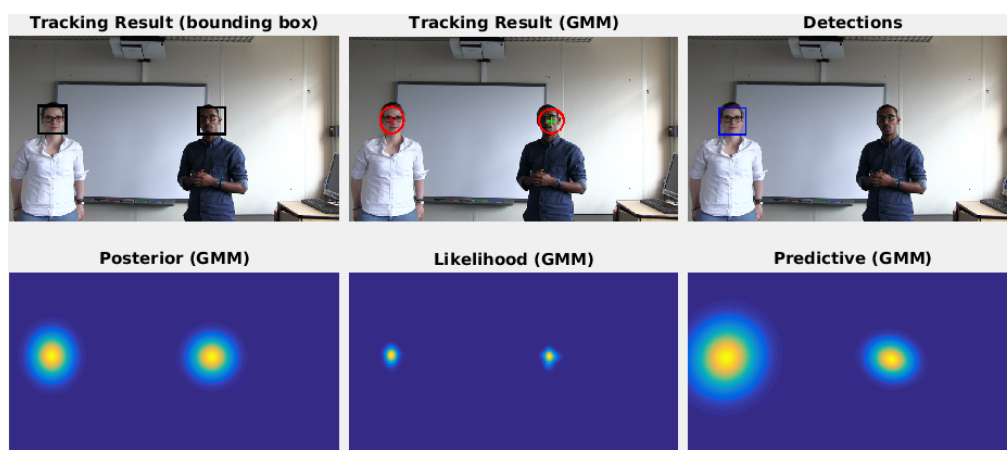 Tracking Result (bounding box)
Tracking Result (GMM)
Detections
Posterior (GMM)
Likelihood (GMM)
Predictive (GMM)